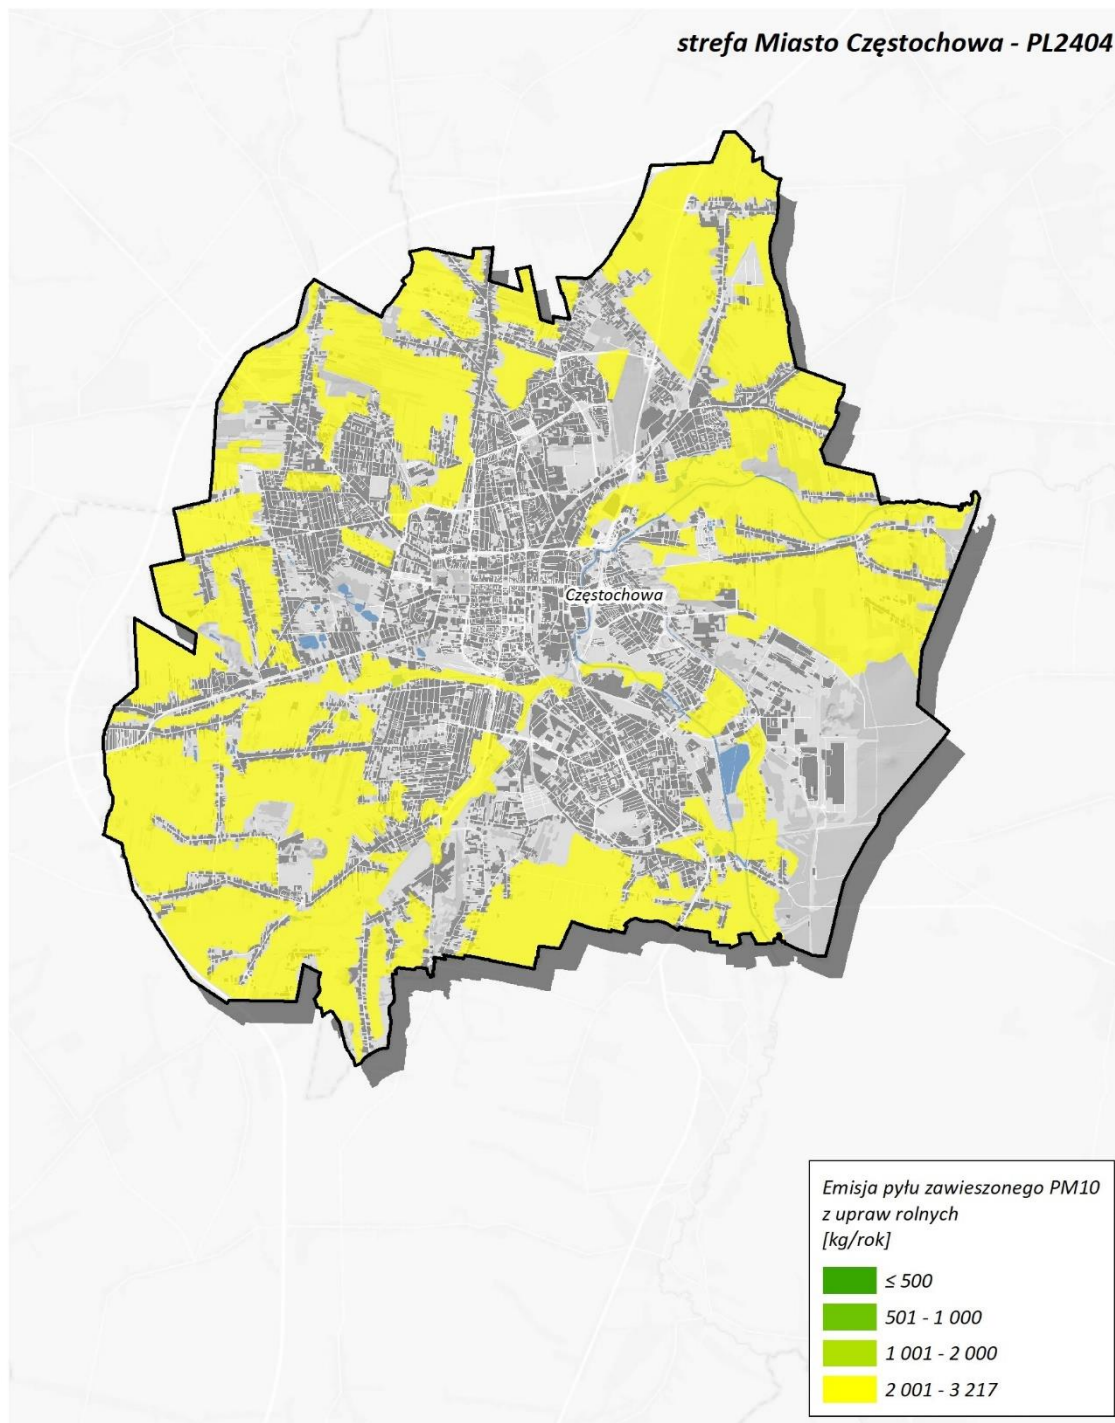 strefa Miasto Częstochowa - PL2404
Częstochowa
Emisja pyłu zawieszonego PM10
z upraw rolnych
[kg/rok]
≤ 500
501 - 1 000
1 001 - 2 000
2 001 - 3 217